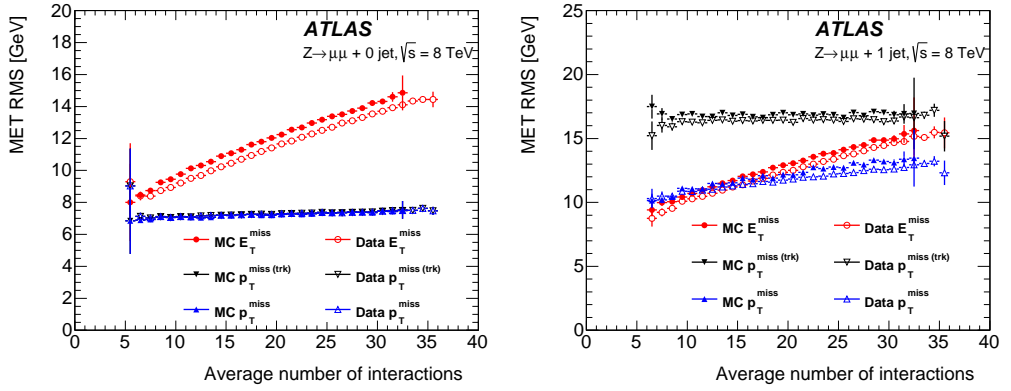 ATLAS
Z→μμ + 0 jet, √s = 8 TeV
MET RMS [GeV]
20
18
16
14
12
10
8
6
4
2
0
MC E_T^miss
Data E_T^miss
MC p_T^miss (trk)
Data p_T^miss (trk)
MC p_T^miss
Data p_T^miss
0 5 10 15 20 25 30 35 40
Average number of interactions
ATLAS
Z→μμ + 1 jet, √s = 8 TeV
MET RMS [GeV]
25
20
15
10
5
0
MC E_T^miss
Data E_T^miss
MC p_T^miss (trk)
Data p_T^miss (trk)
MC p_T^miss
Data p_T^miss
0 5 10 15 20 25 30 35 40
Average number of interactions